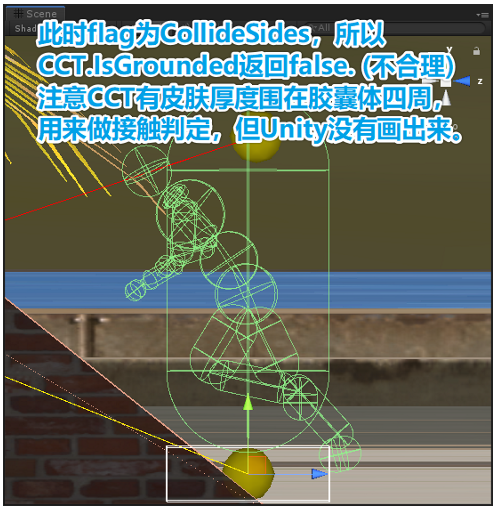 Scene
Shad
All
此时flag为CollideSides，所以
CCT.IsGrounded返回false. (不合理)
注意CCT有皮肤厚度围在胶囊体四周，
用来做接触判定，但Unity没有画出来。
Y
Z